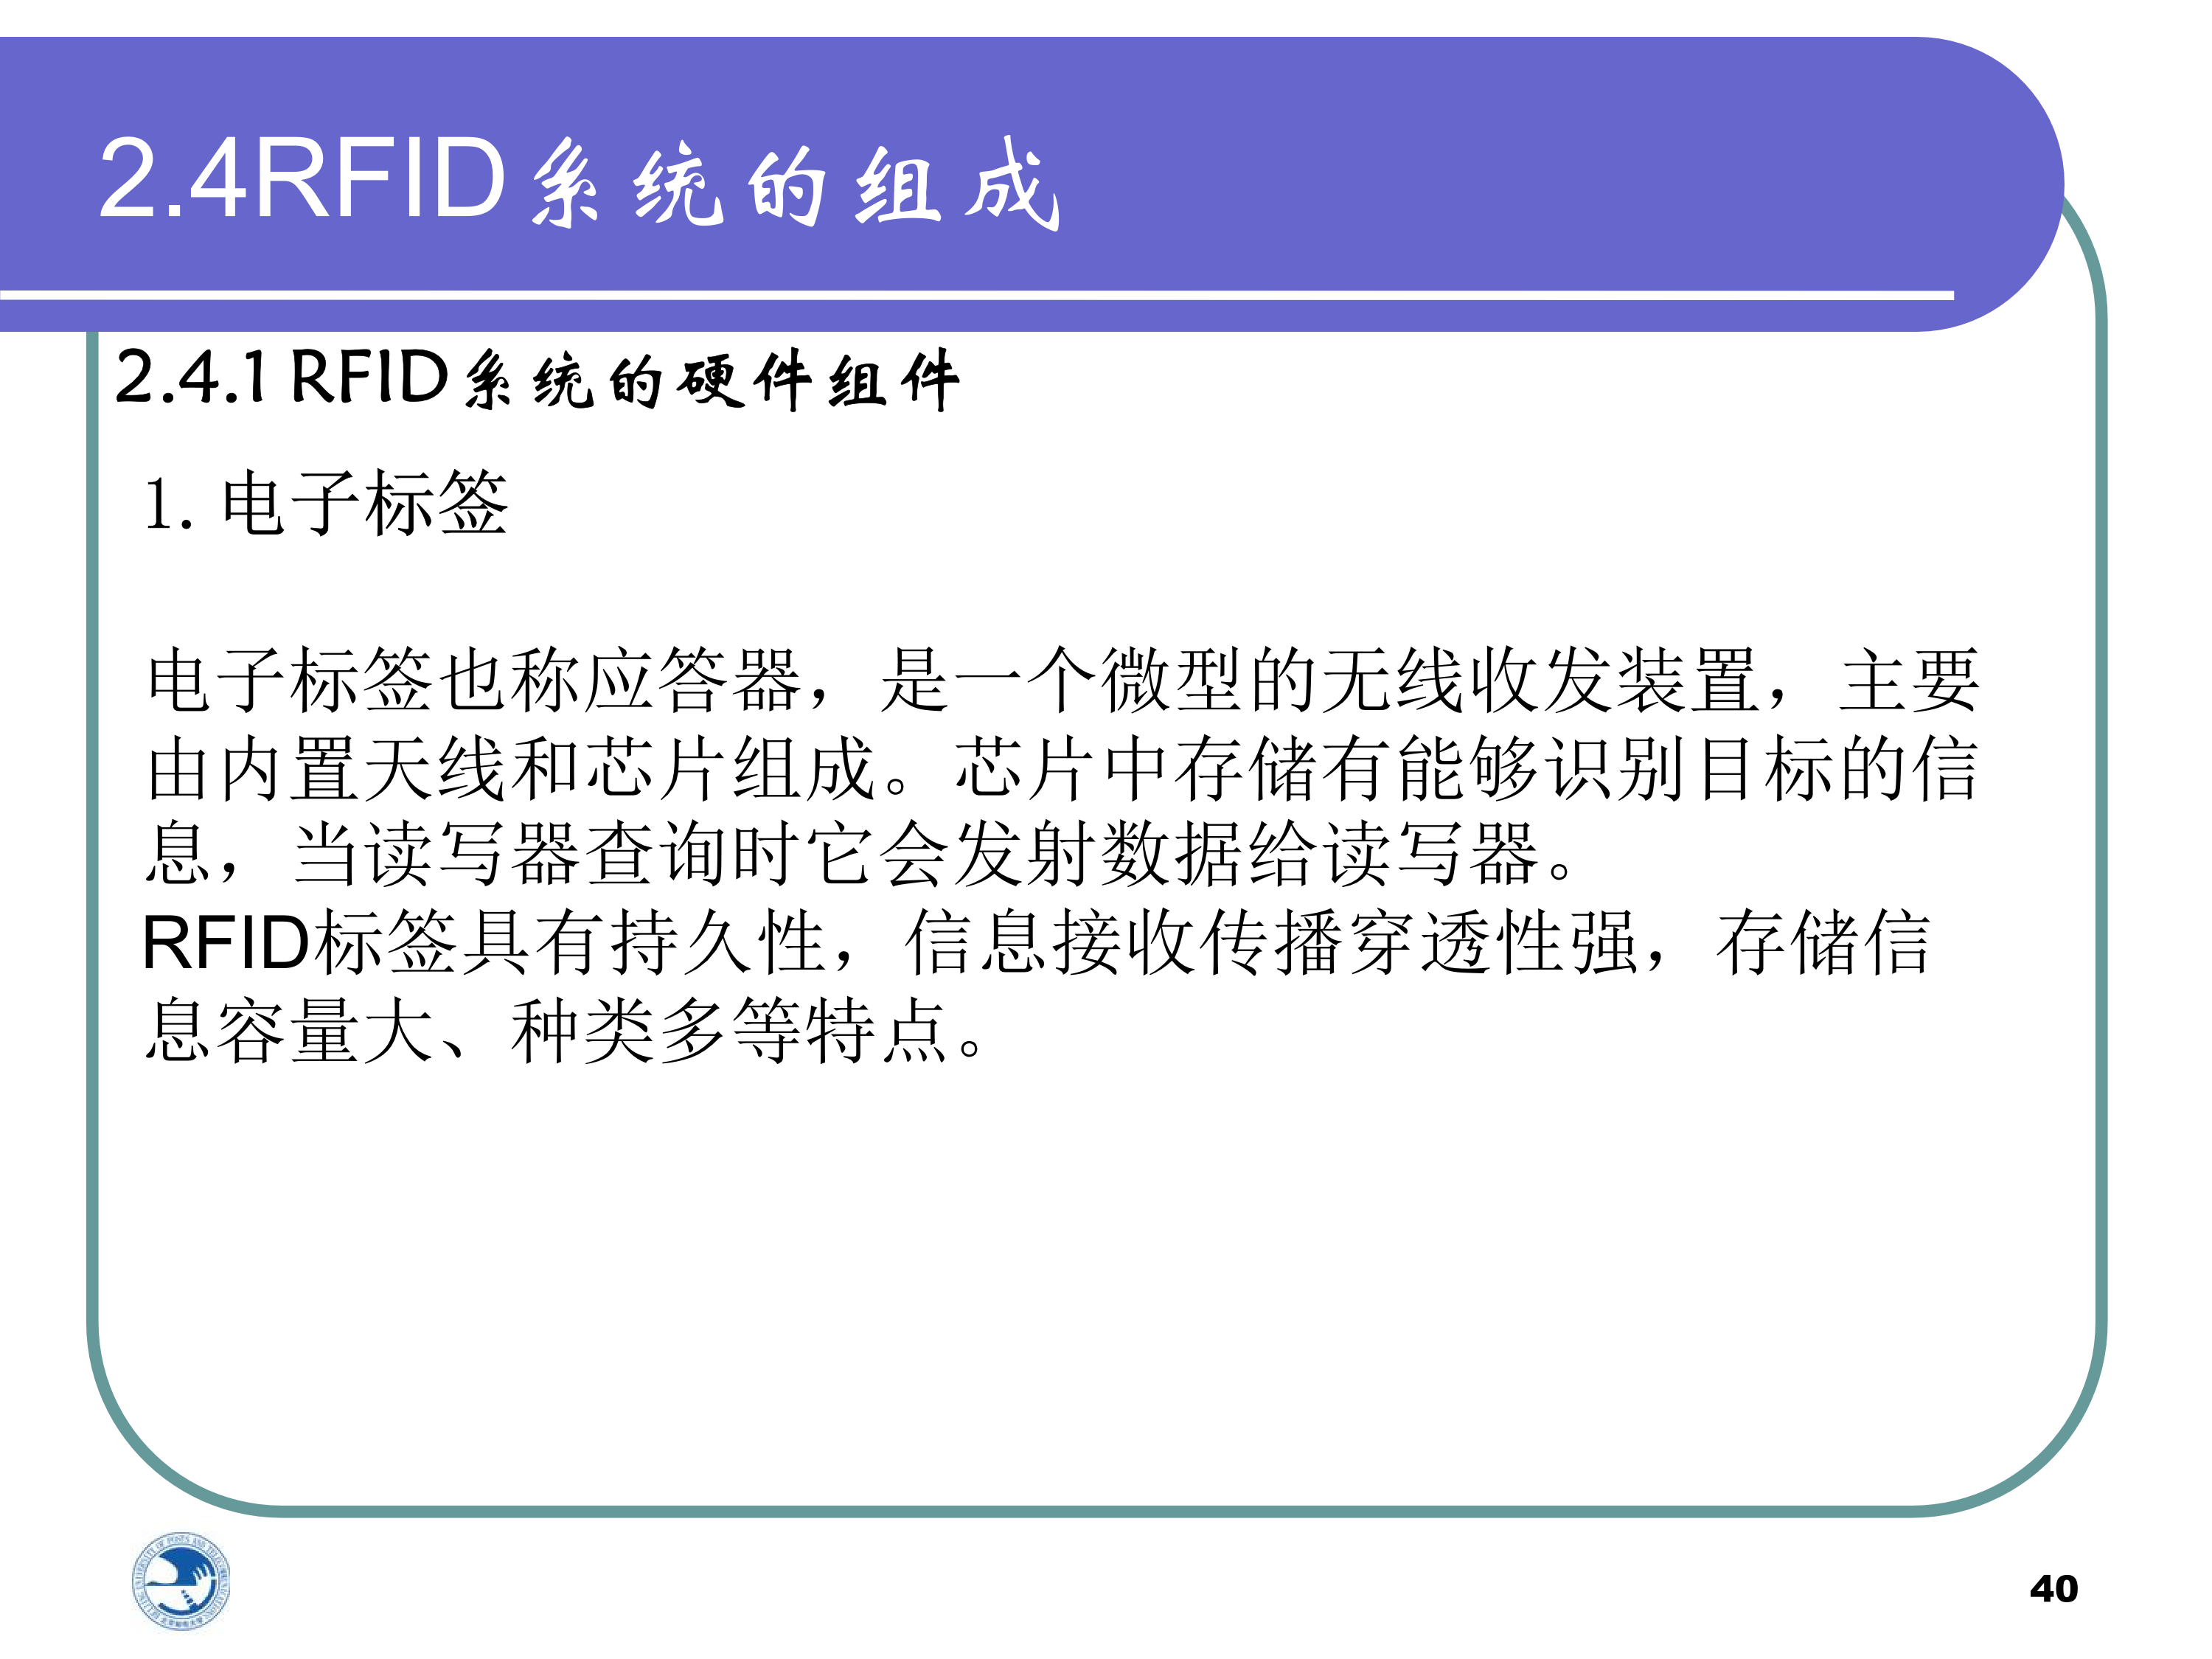 2.4RFID系统的组成
2.4.1 RFID系统的硬件组件
1.电子标签
电子标签也称应答器，是一个微型的无线收发装置，主要
由内置天线和芯片组成。芯片中存储有能够识别目标的信
息，当读写器查询时它会发射数据给读写器。
RFID标签具有持久性，信息接收传播穿透性强，存储信
息容量大、种类多等特点。
40